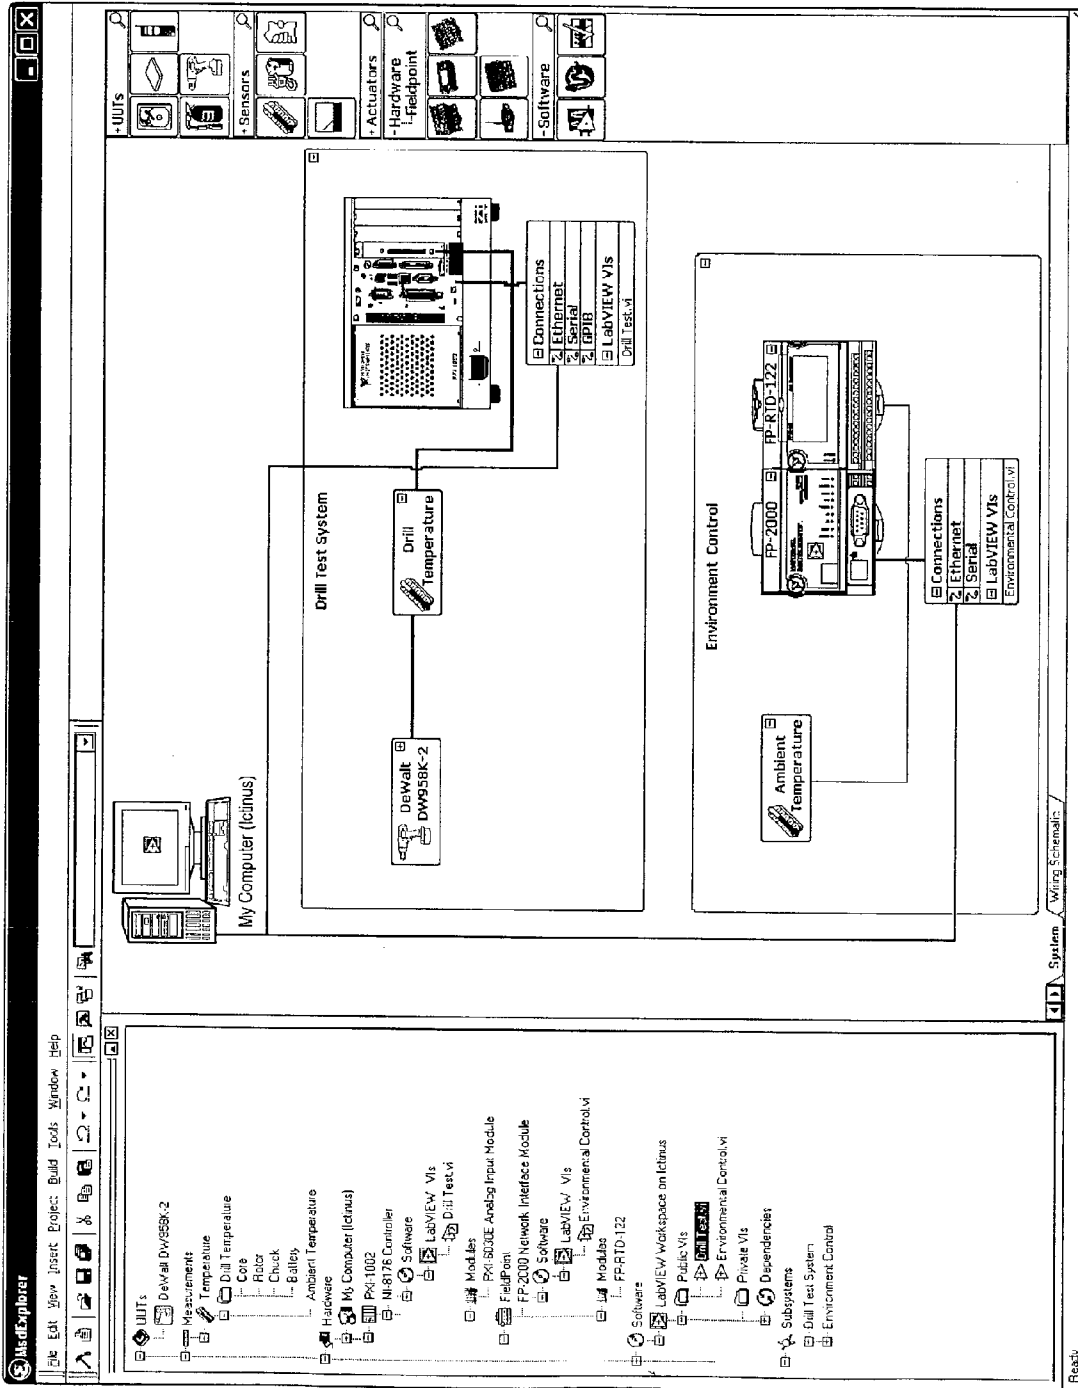 MsdExplorer
File Edit View Insert Project Build Tools Window Help
UUTs
DeWalt DW958K-2
Measurements
Temperature
Drill Temperature
Core
Rotor
Chuck
Battery
Ambient Temperature
Hardware
My Computer (Ictinus)
PXI-1002
NI-8176 Controller
Software
LabVIEW VIs
Drill Test.vi
Modules
PXI-6030E Analog Input Module
FieldPoint
FP-2000 Network Interface Module
Software
LabVIEW VIs
Environmental Control.vi
Modules
FP-RTD-122
Software
LabVIEW Workspace on Ictinus
Public VIs
Drill Test.vi
Environmental Control.vi
Private VIs
Dependencies
Subsystems
Drill Test System
Environment Control
My Computer (Ictinus)
Drill Test System
DeWalt
DW958K-2
Drill
Temperature
Connections
Ethernet
Serial
GPIB
LabVIEW VIs
Drill Test.vi
Environment Control
Ambient
Temperature
FP-2000
FP-RTD-122
Connections
Ethernet
Serial
LabVIEW VIs
Environmental Control.vi
System
Wiring Schematic
+UUTs
+Sensors
+Actuators
-Hardware
-Fieldpoint
-Software
Ready